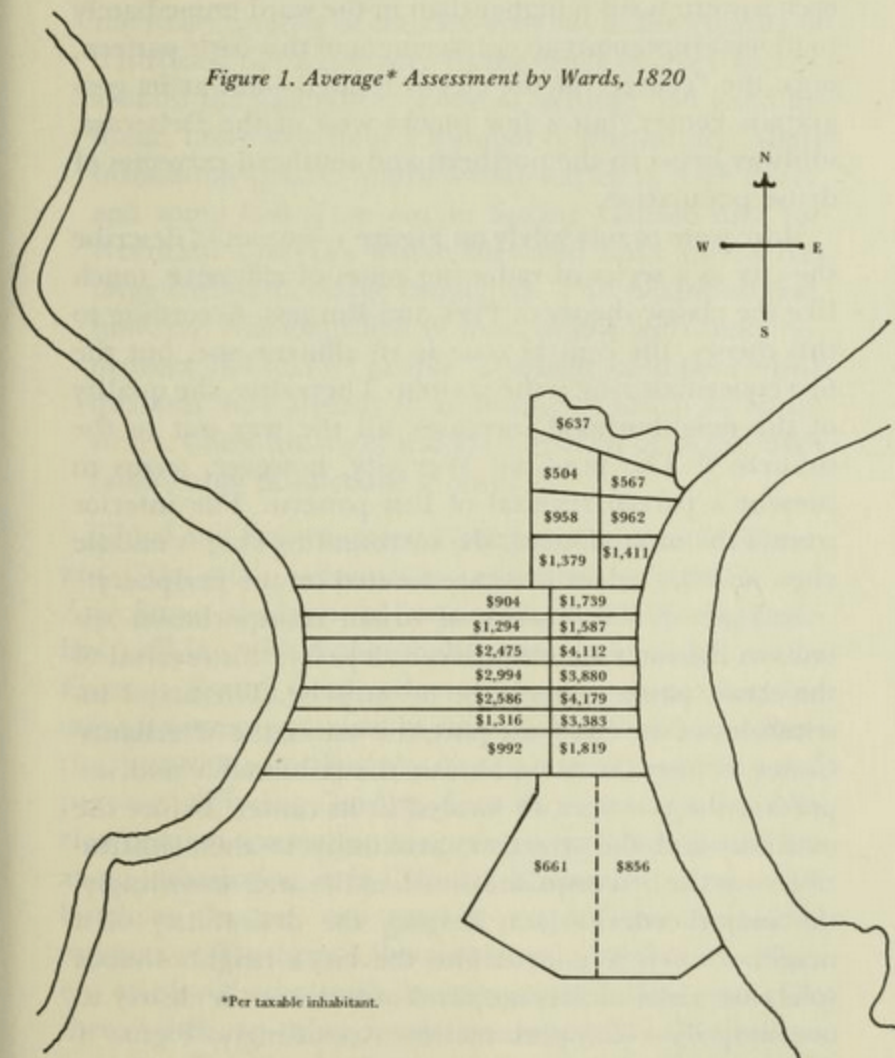 Figure 1. Average* Assessment by Wards, 1820
N
W E
S
$637
$504 $567
$958 $962
$1,379 $1,411
$904 $1,739
$1,294 $1,587
$2,475 $4,112
$2,994 $3,880
$2,586 $4,179
$1,316 $3,383
$992 $1,819
$661 $856
*Per taxable inhabitant.